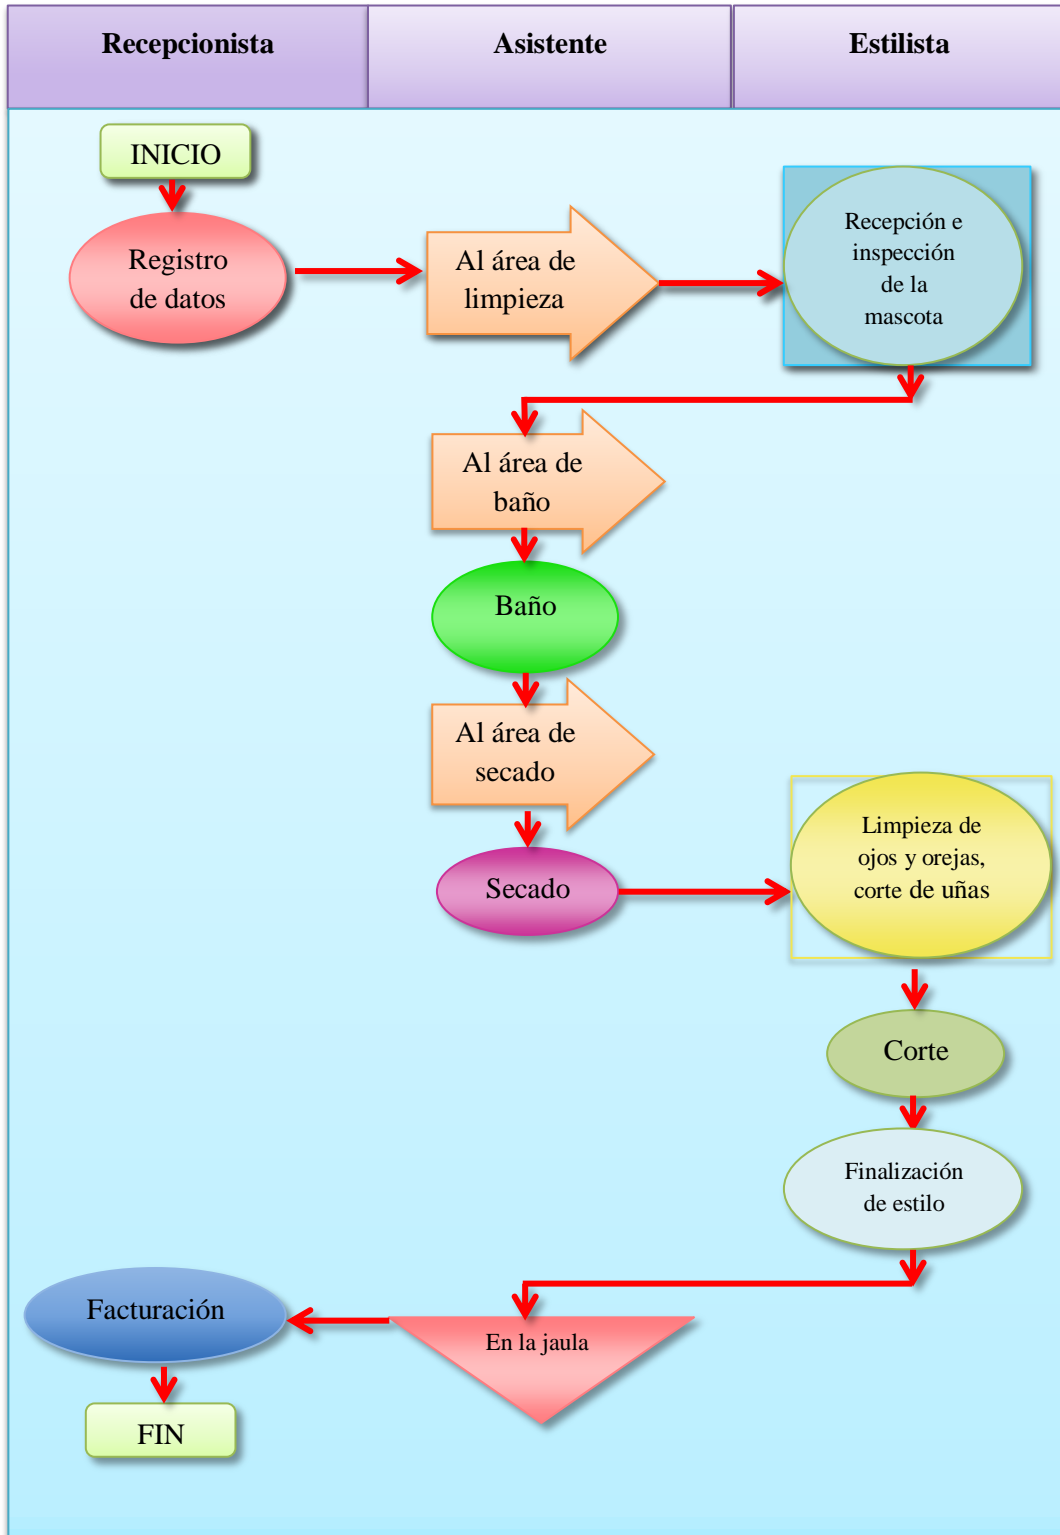 Recepcionista
Asistente
Estilista
INICIO
Registro
de datos
Al área de
limpieza
Recepción e
inspección
de la
mascota
Al área de
baño
Baño
Al área de
secado
Secado
Limpieza de
ojos y orejas,
corte de uñas
Corte
Finalización
de estilo
En la jaula
Facturación
FIN